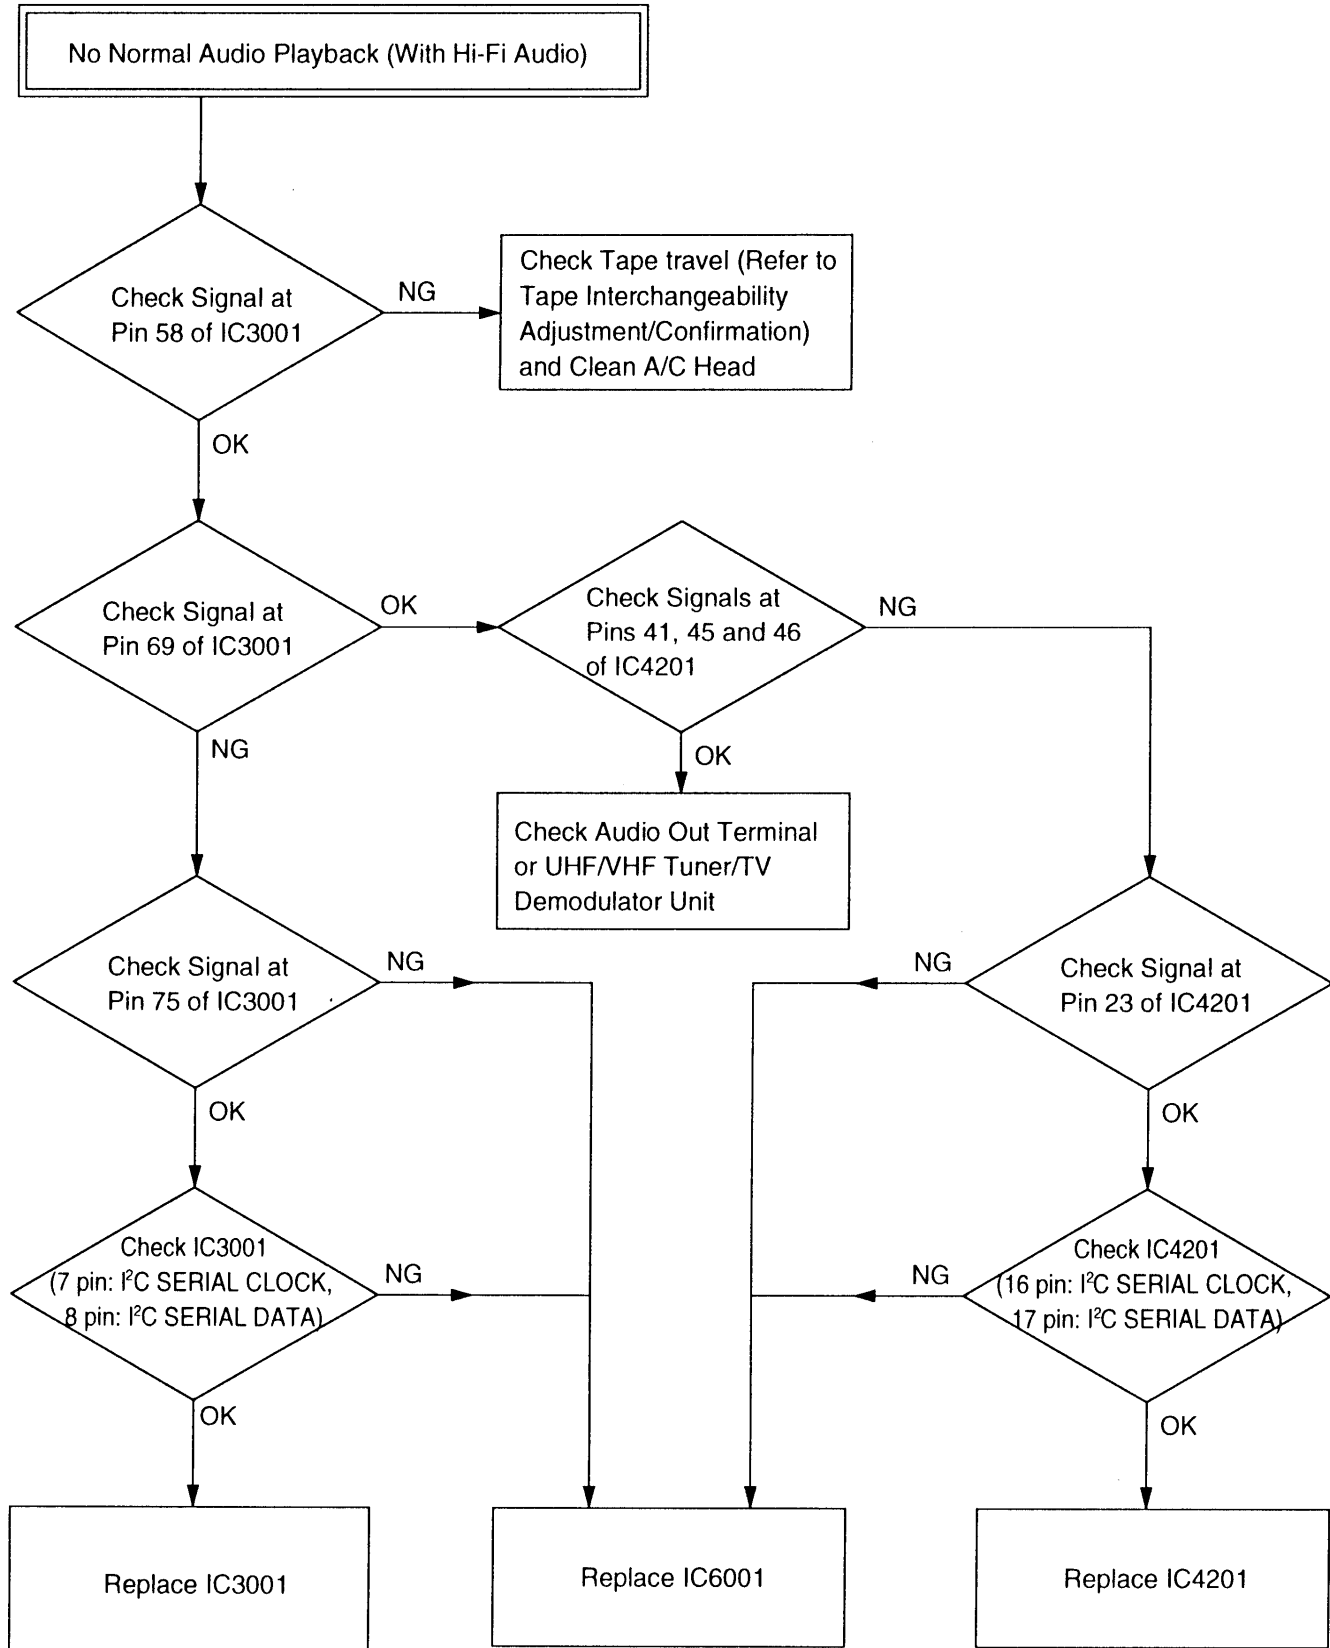 No Normal Audio Playback (With Hi-Fi Audio)
Check Signal at
Pin 58 of IC3001
NG
Check Tape travel (Refer to
Tape Interchangeability
Adjustment/Confirmation)
and Clean A/C Head
OK
Check Signal at
Pin 69 of IC3001
OK
Check Signals at
Pins 41, 45 and 46
of IC4201
NG
NG
OK
Check Audio Out Terminal
or UHF/VHF Tuner/TV
Demodulator Unit
Check Signal at
Pin 75 of IC3001
NG
NG
Check Signal at
Pin 23 of IC4201
OK
OK
Check IC3001
(7 pin: I²C SERIAL CLOCK,
8 pin: I²C SERIAL DATA)
NG
NG
Check IC4201
(16 pin: I²C SERIAL CLOCK,
17 pin: I²C SERIAL DATA)
OK
OK
Replace IC3001
Replace IC6001
Replace IC4201